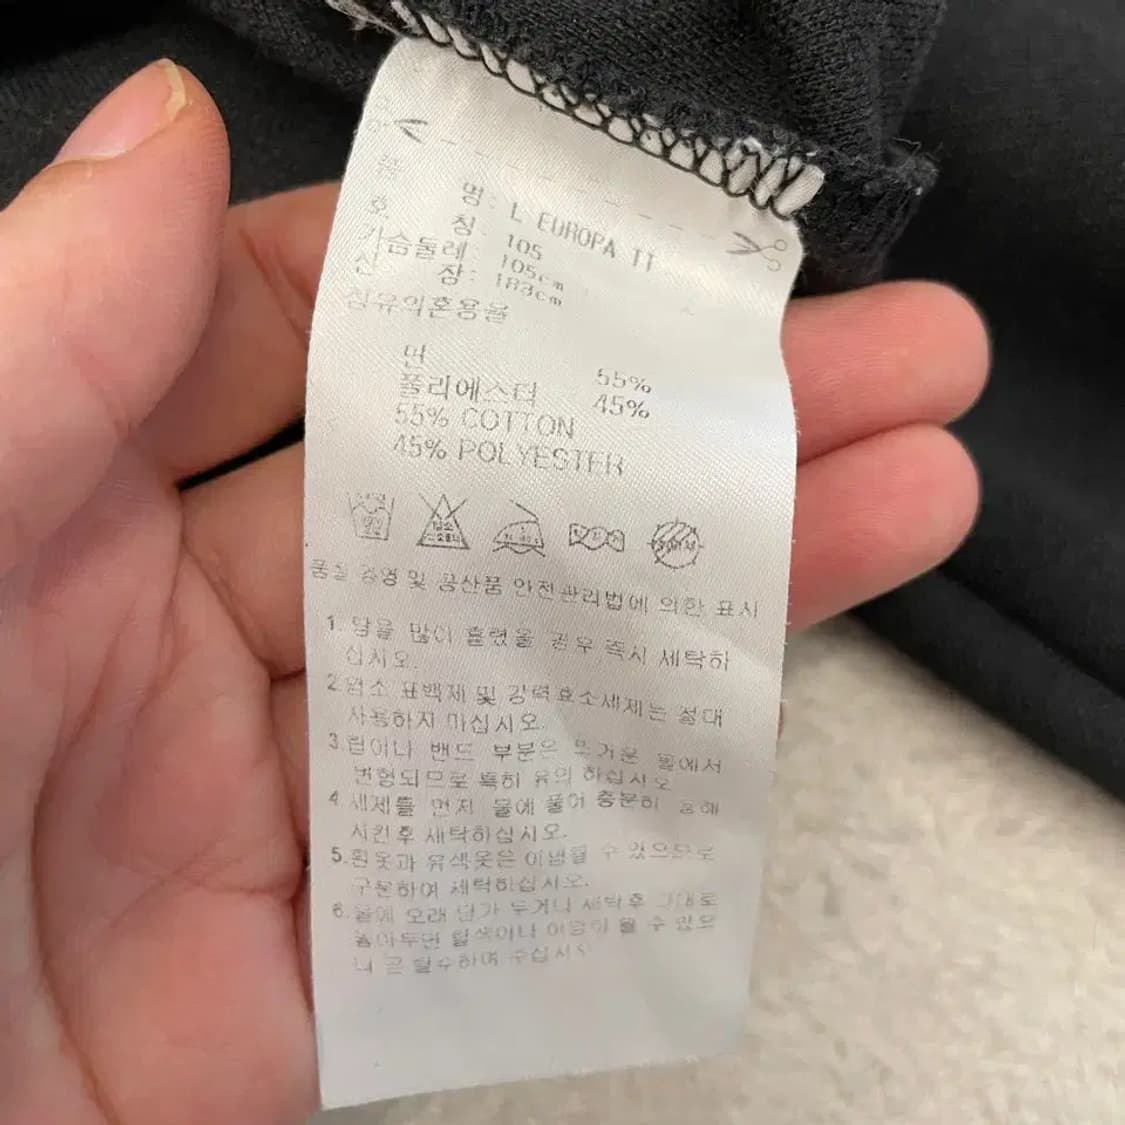 품 명: L EUROPA TT
호 칭: 105
가슴둘레: 105cm
신 장: 183cm
섬유의혼용율
면 55%
폴리에스터 45%
55% COTTON
45% POLYESTER
품질 경영 및 공산품 안전관리법에 의한 표시
1. 땀을 많이 흘렸을 경우 즉시 세탁하
십시오.
2.염소 표백제 및 강력효소세제는 절대
사용하지 마십시오.
3.립이나 밴드 부분은 뜨거운 물에서
변형되므로 특히 유의 하십시오
4 세제를 먼저 물에 풀어 충분히 용해
시킨후 세탁하십시오.
5.흰옷과 유색옷은 이염될 수 있으므로
구분하여 세탁하십시오.
6.물에 오래 담가 두거나 세탁후 그대로
놓아두면 탈색이나 이염이 될 수 있으
니 곧 탈수하여 주십시오